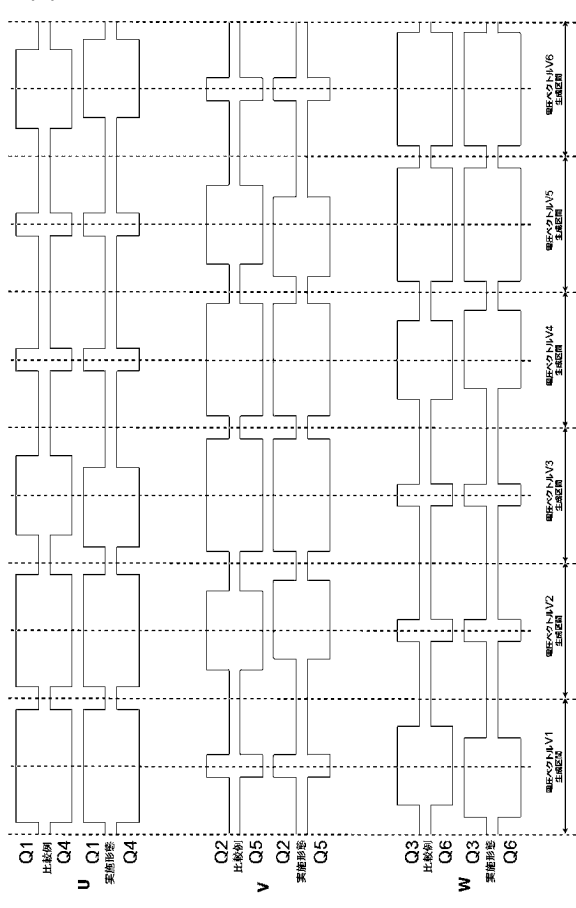 Q1
比較例
Q4
U
Q1
実施形態
Q4
Q2
比較例
Q5
V
Q2
実施形態
Q5
Q3
比較例
Q6
W
Q3
実施形態
Q6
電圧ベクトルV1
生成区間
電圧ベクトルV2
生成区間
電圧ベクトルV3
生成区間
電圧ベクトルV4
生成区間
電圧ベクトルV5
生成区間
電圧ベクトルV6
生成区間